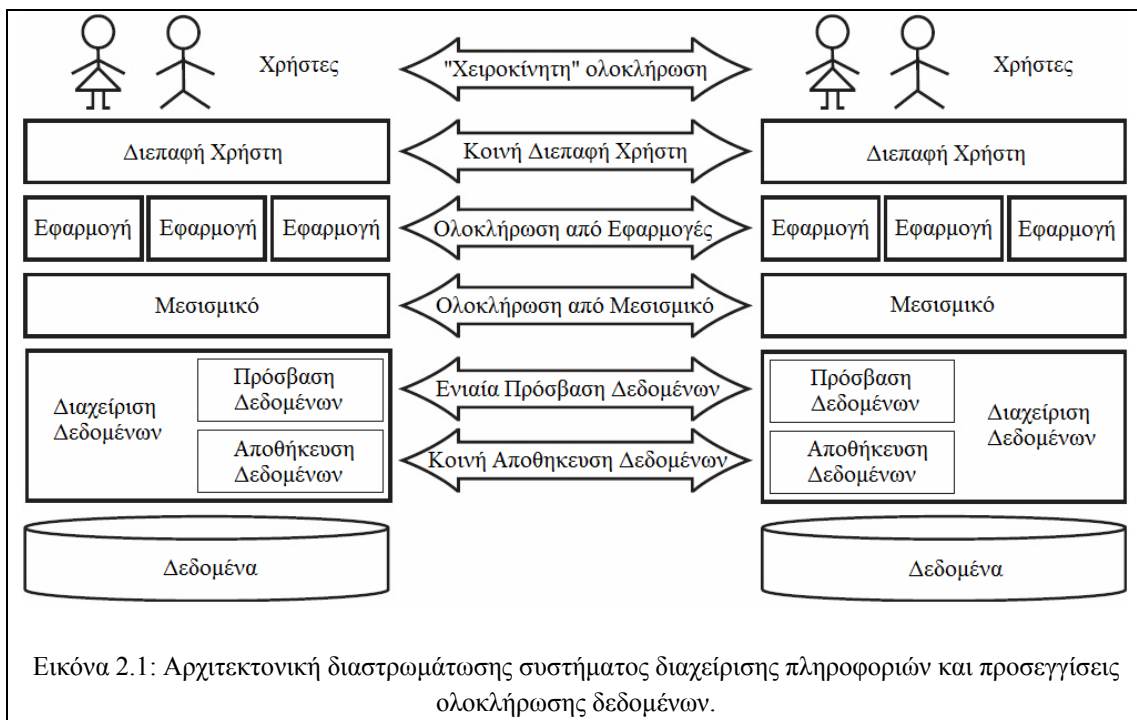 Χρήστες "Χειροκίνητη" ολοκλήρωση Χρήστες
Διεπαφή Χρήστη Κοινή Διεπαφή Χρήστη Διεπαφή Χρήστη
Εφαρμογή Εφαρμογή Εφαρμογή Ολοκλήρωση από Εφαρμογές Εφαρμογή Εφαρμογή Εφαρμογή
Μεσισμικό Ολοκλήρωση από Μεσισμικό Μεσισμικό
Διαχείριση
Δεδομένων
Πρόσβαση
Δεδομένων
Αποθήκευση
Δεδομένων
Ενιαία Πρόσβαση Δεδομένων
Κοινή Αποθηκευση Δεδομένων
Πρόσβαση
Δεδομένων
Αποθήκευση
Δεδομένων
Διαχείριση
Δεδομένων
Δεδομένα Δεδομένα
Εικόνα 2.1: Αρχιτεκτονική διαστρωμάτωσης συστήματος διαχείρισης πληροφοριών και προσεγγίσεις
ολοκλήρωσης δεδομένων.